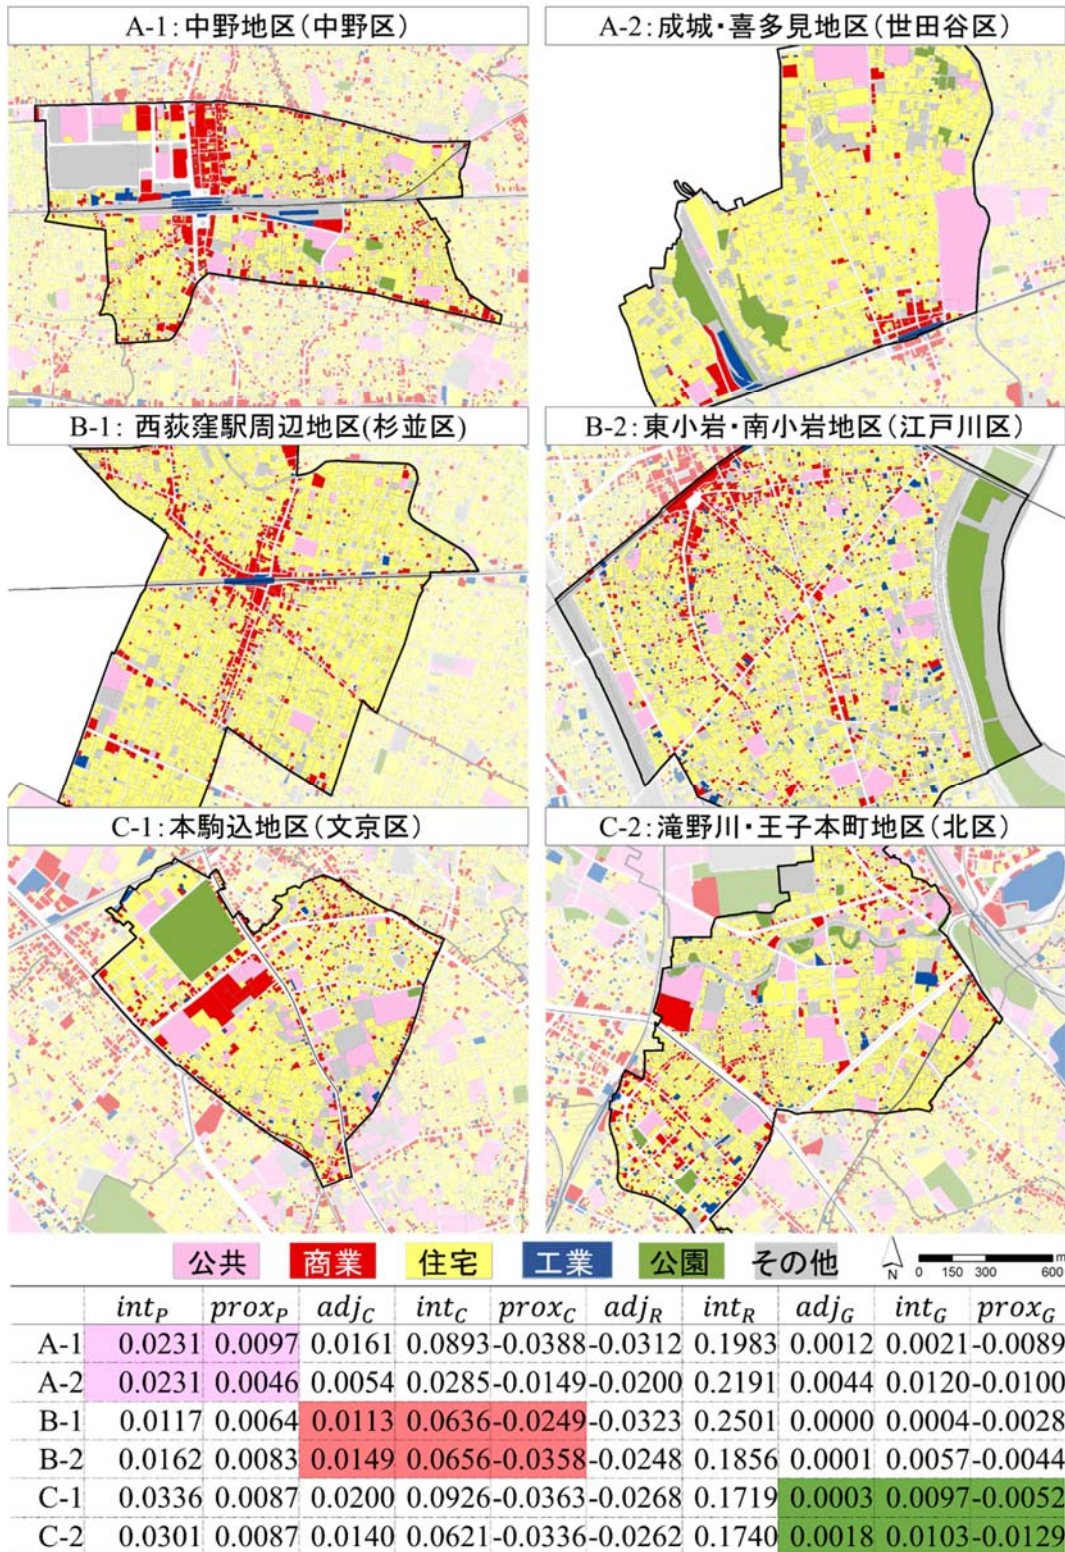 A-1:中野地区(中野区)
A-2:成城・喜多見地区(世田谷区)
B-1: 西荻窪駅周辺地区(杉並区)
B-2:東小岩・南小岩地区(江戸川区)
C-1:本駒込地区(文京区)
C-2:滝野川・王子本町地区(北区)
公共 商業 住宅 工業 公園 その他 N 0 150 300 600 m
int_P prox_P adj_C int_C prox_C adj_R int_R adj_G int_G prox_G
A-1 0.0231 0.0097 0.0161 0.0893 -0.0388 -0.0312 0.1983 0.0012 0.0021 -0.0089
A-2 0.0231 0.0046 0.0054 0.0285 -0.0149 -0.0200 0.2191 0.0044 0.0120 -0.0100
B-1 0.0117 0.0064 0.0113 0.0636 -0.0249 -0.0323 0.2501 0.0000 0.0004 -0.0028
B-2 0.0162 0.0083 0.0149 0.0656 -0.0358 -0.0248 0.1856 0.0001 0.0057 -0.0044
C-1 0.0336 0.0087 0.0200 0.0926 -0.0363 -0.0268 0.1719 0.0003 0.0097 -0.0052
C-2 0.0301 0.0087 0.0140 0.0621 -0.0336 -0.0262 0.1740 0.0018 0.0103 -0.0129